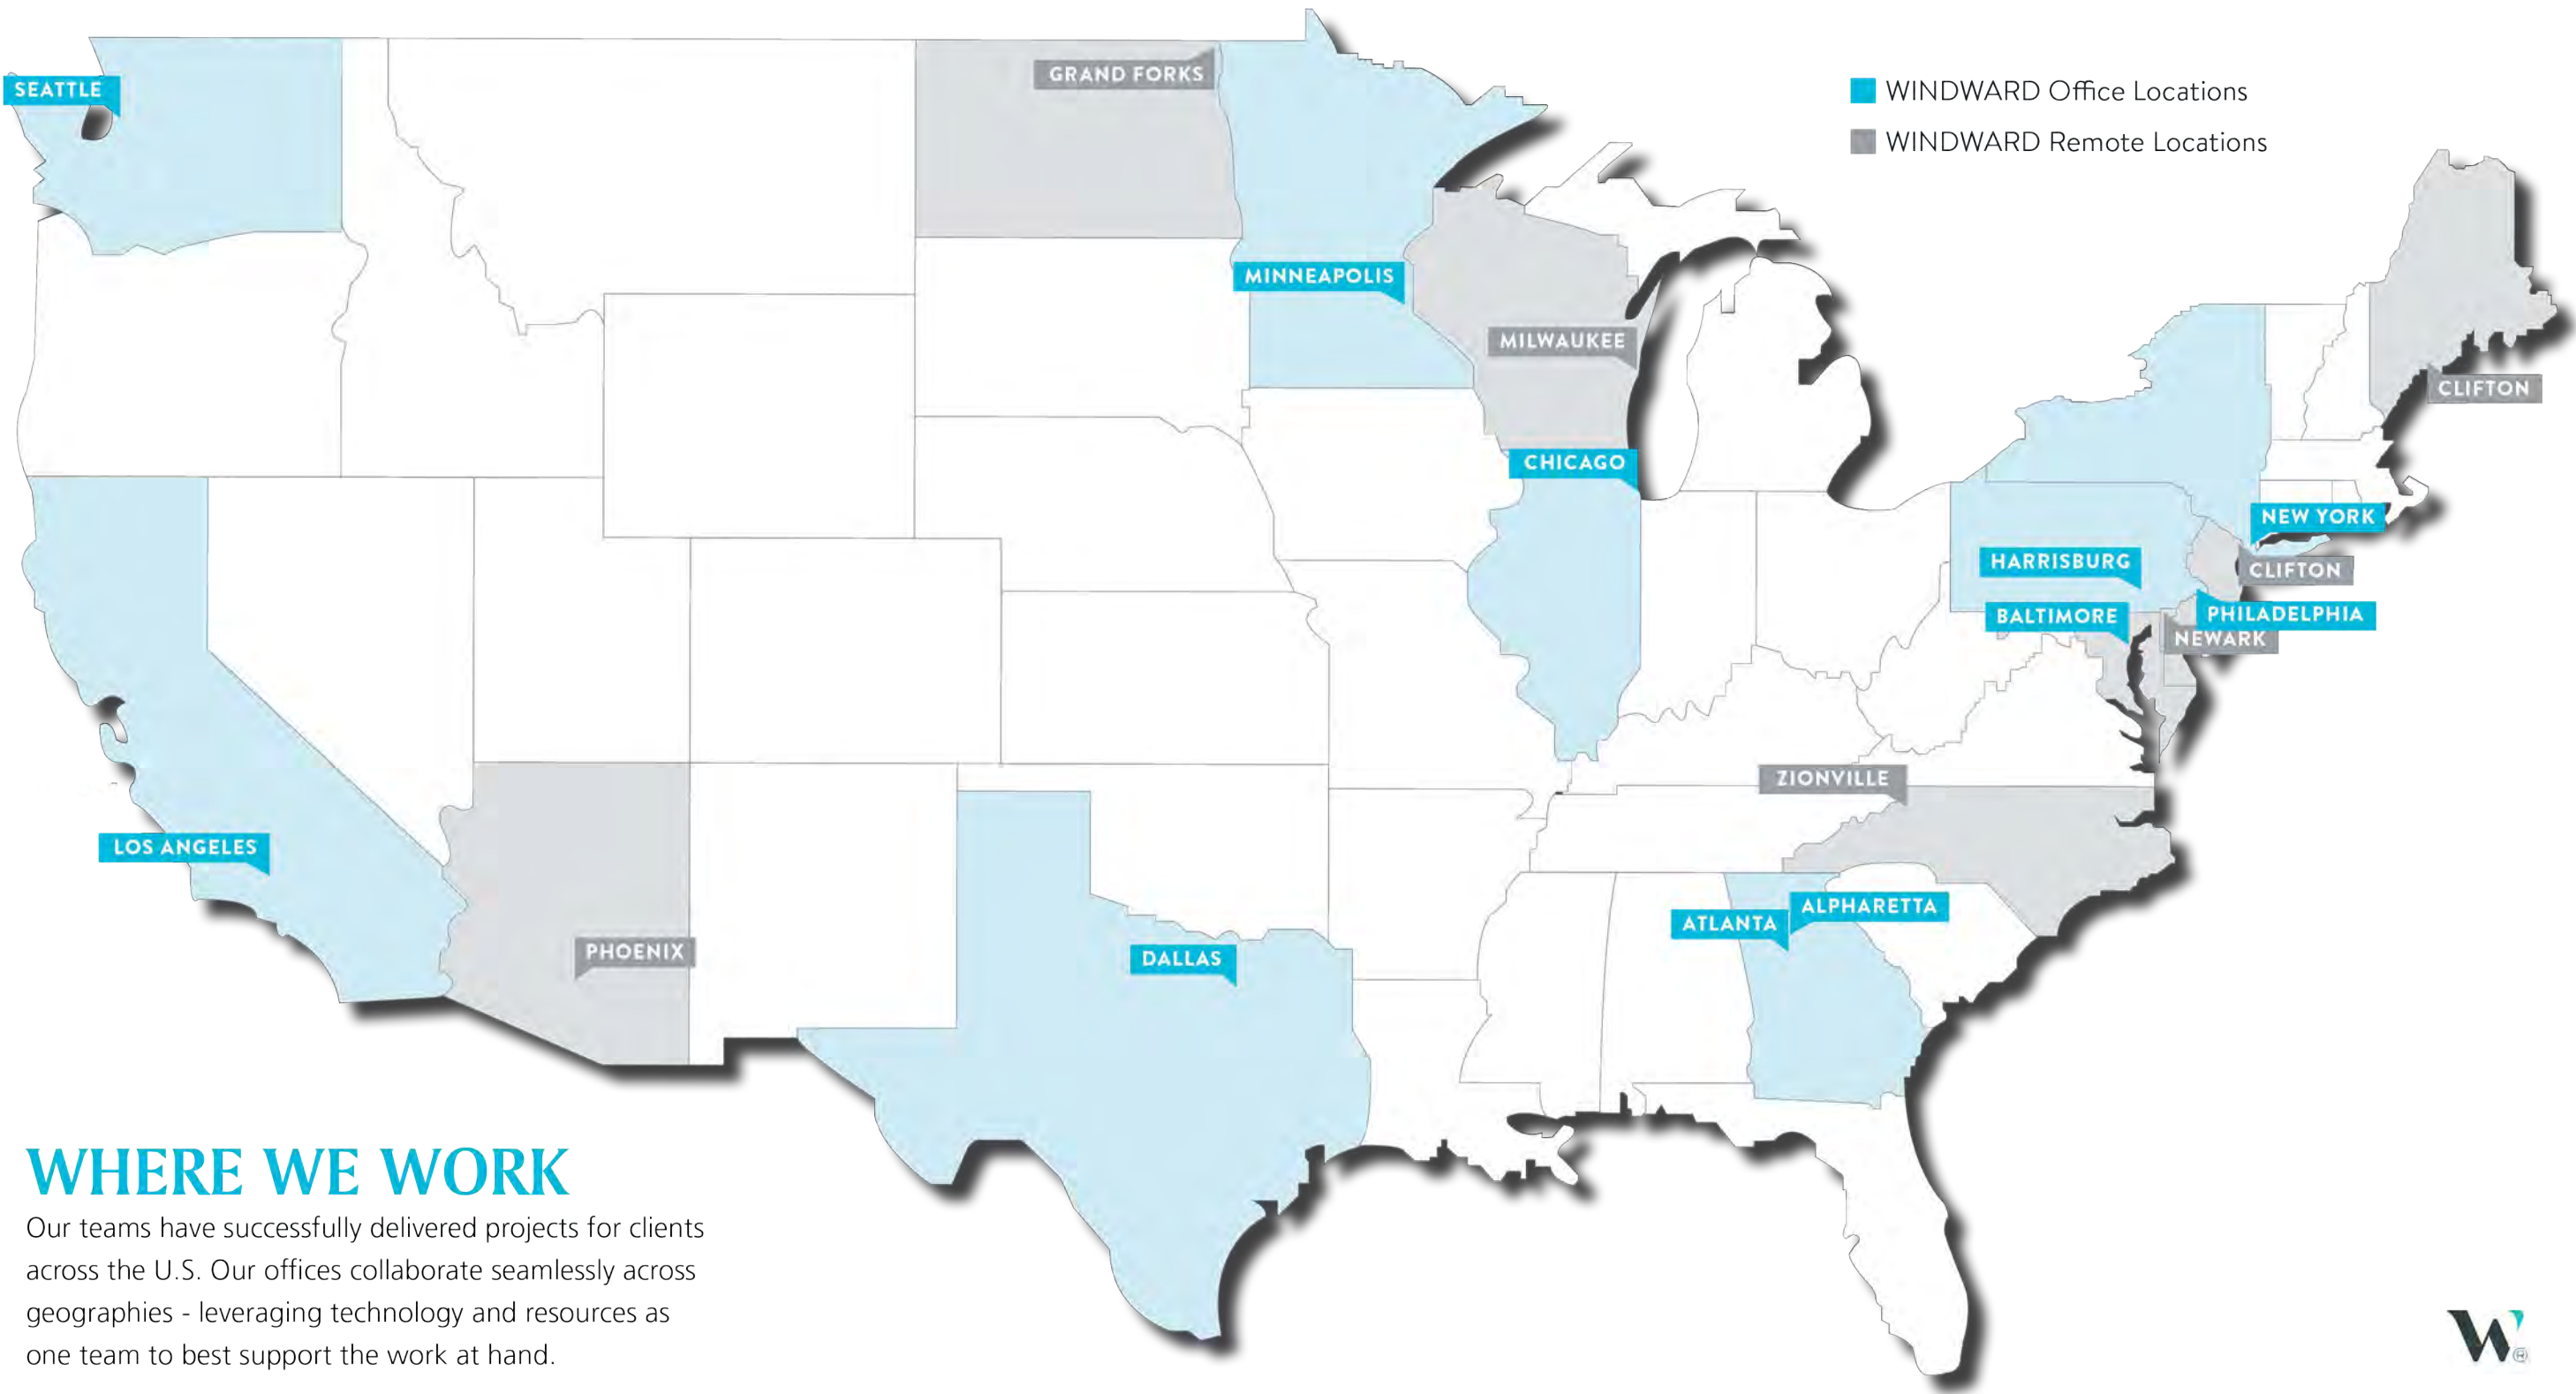 SEATTLE
GRAND FORKS
WINDWARD Office Locations
WINDWARD Remote Locations
MINNEAPOLIS
MILWAUKEE
CLIFTON
CHICAGO
NEW YORK
HARRISBURG
CLIFTON
BALTIMORE
PHILADELPHIA
NEWARK
ZIONVILLE
LOS ANGELES
ALPHARETTA
ATLANTA
PHOENIX
DALLAS
WHERE WE WORK
Our teams have successfully delivered projects for clients
across the U.S. Our offices collaborate seamlessly across
geographies - leveraging technology and resources as
one team to best support the work at hand.
W®